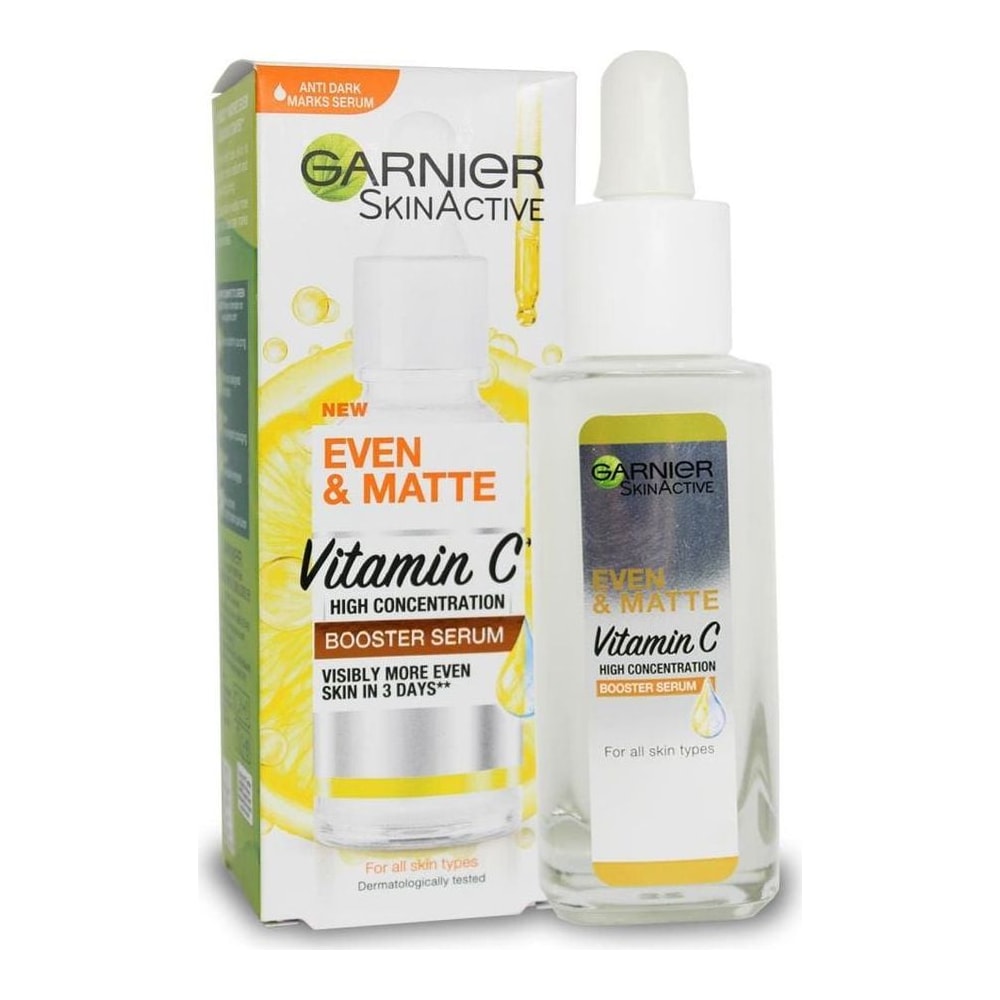 ANTI DARK
MARKS SERUM
GARNIER
SKINACTIVE
NEW
EVEN
& MATTE
Vitamin C*
HIGH CONCENTRATION
BOOSTER SERUM
VISIBLY MORE EVEN
SKIN IN 3 DAYS**
For all skin types
Dermatologically tested
GARNIER
SKINACTIVE
EVEN
& MATTE
Vitamin C
HIGH CONCENTRATION
BOOSTER SERUM
For all skin types